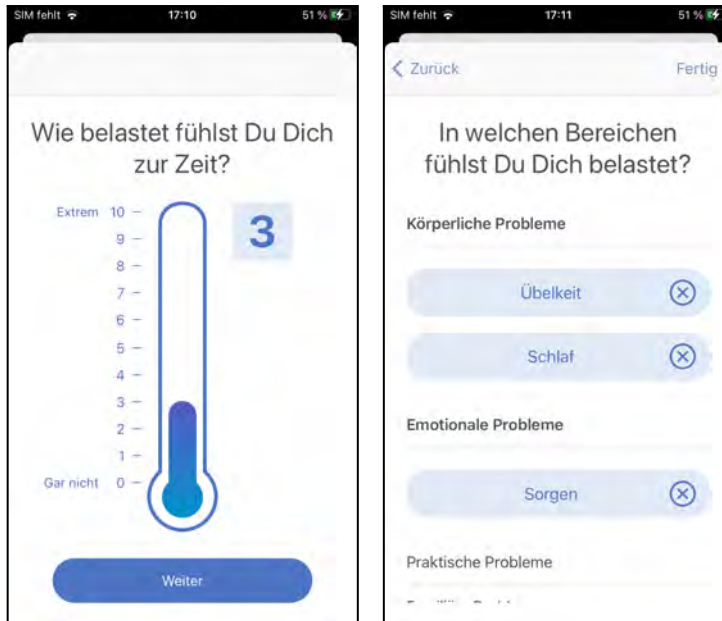 SIM fehlt 17:10 51 %
Wie belastet fühlst Du Dich
zur Zeit?
Extrem 10
3
9
8
7
6
5
4
3
2
1
Gar nicht 0
Weiter
SIM fehlt 17:11 51 %
Zurück Fertig
In welchen Bereichen
fühlst Du Dich belastet?
Körperliche Probleme
Übelkeit
Schlaf
Emotionale Probleme
Sorgen
Praktische Probleme